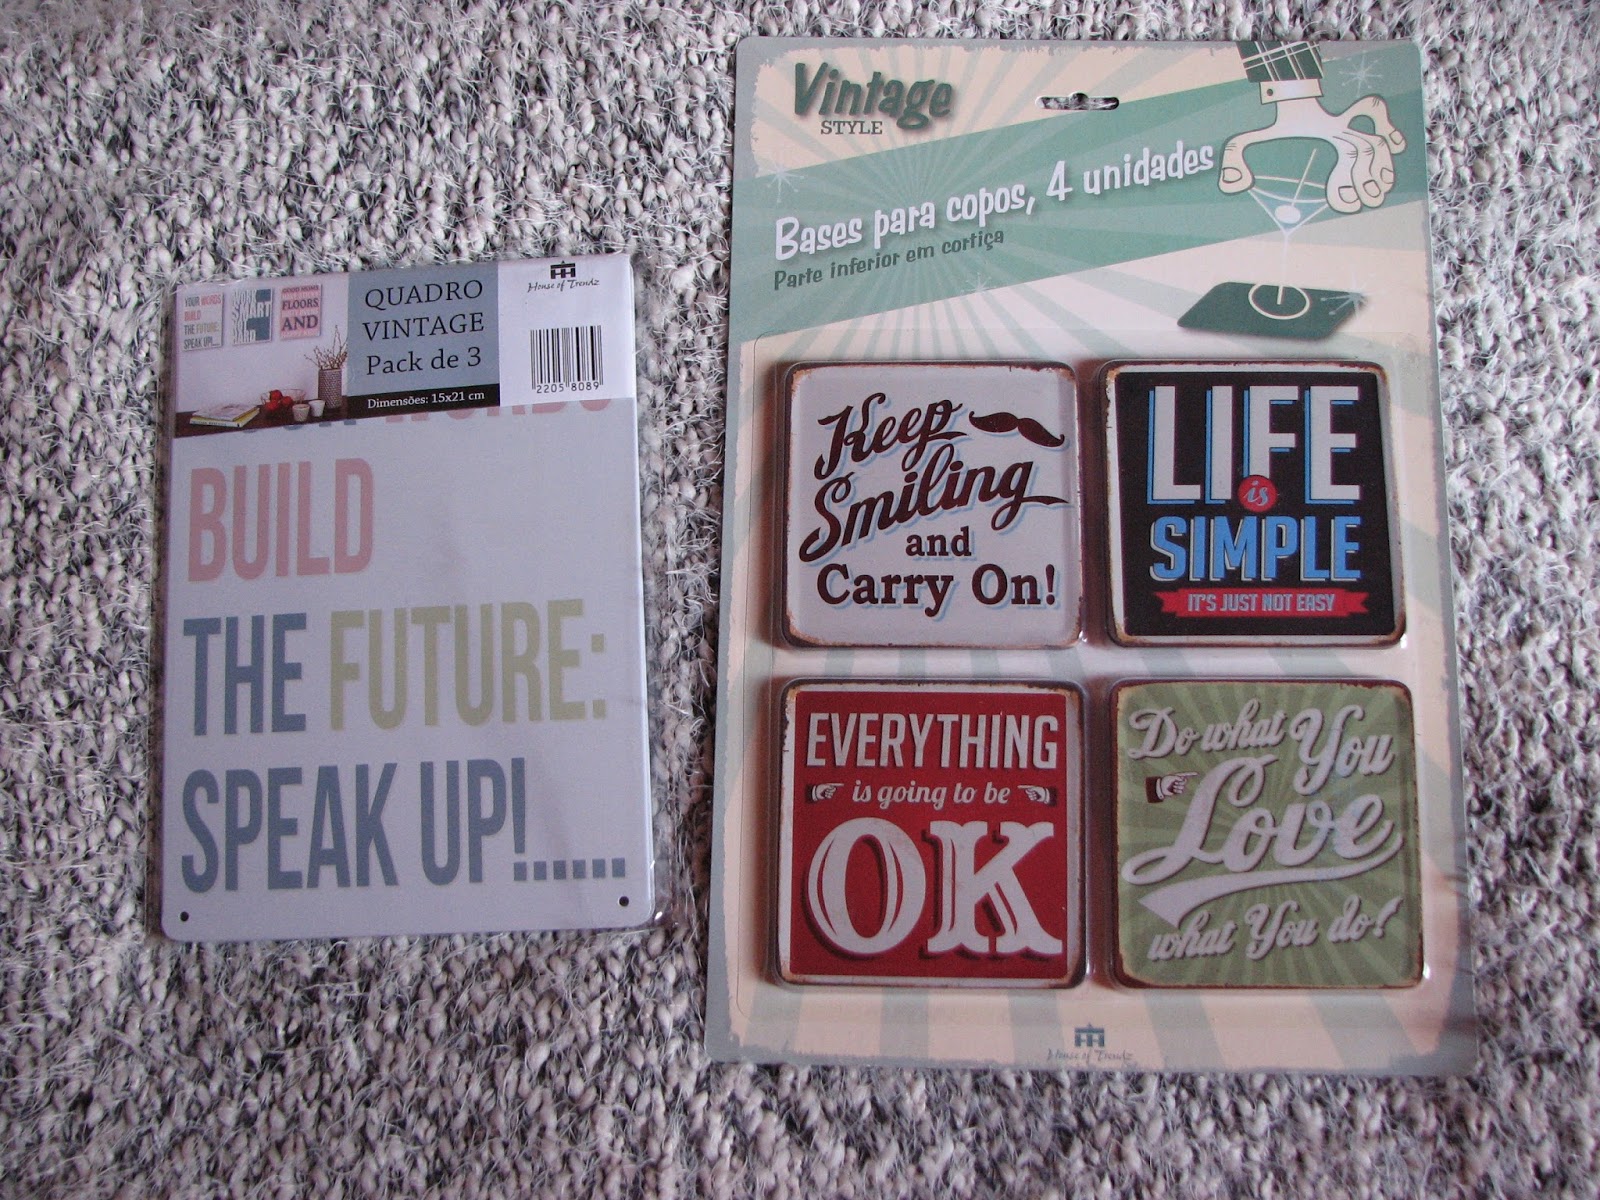 YOUR WORDS
BUILD
THE FUTURE:
SPEAK UP!...
SMART
HARD
FLOORS
AND
QUADRO
VINTAGE
Pack de 3
Dimensões: 15x21 cm
House of Trendz
2205 8089
WORDS
BUILD
THE FUTURE:
SPEAK UP!......
Vintage
STYLE
Bases para copos, 4 unidades
Parte inferior em cortiça
Keep
Smiling
and
Carry On!
LIFE
is
SIMPLE
IT'S JUST NOT EASY
EVERYTHING
is going to be
OK
Do what You
Love
what You do!
House of Trendz